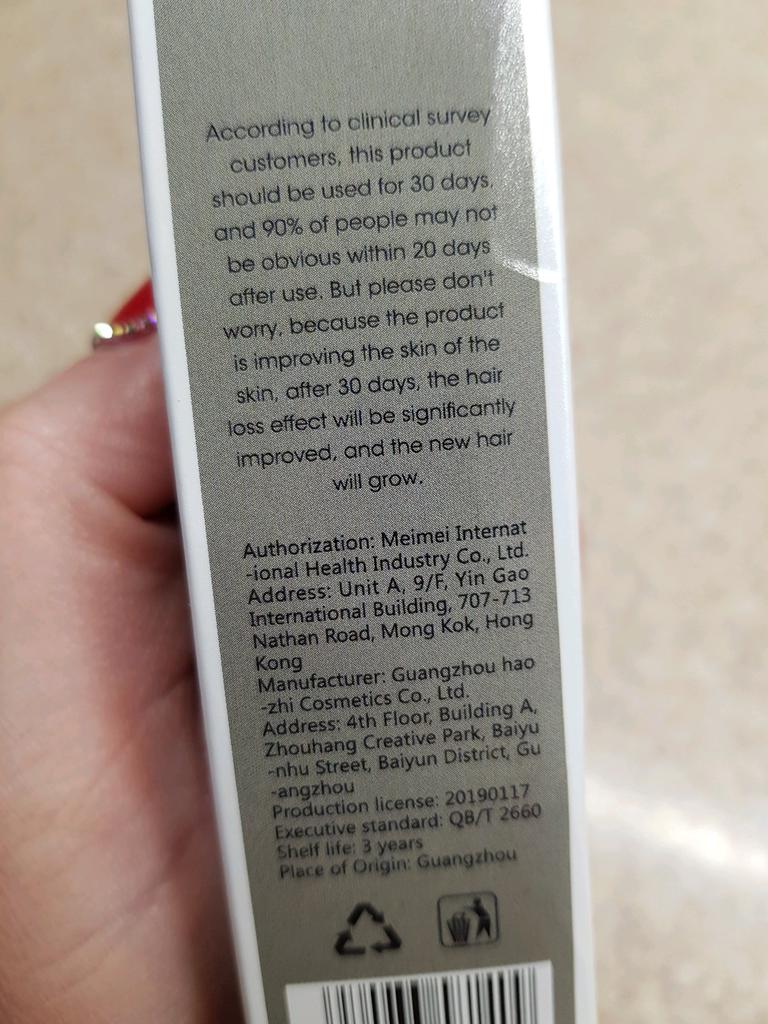 According to clinical survey
customers, this product
should be used for 30 days,
and 90% of people may not
be obvious within 20 days
after use. But please don't
worry, because the product
is improving the skin of the
skin, after 30 days, the hair
loss effect will be significantly
improved, and the new hair
will grow.
Authorization: Meimei Internat
-ional Health Industry Co., Ltd.
Address: Unit A, 9/F, Yin Gao
International Building, 707-713
Nathan Road, Mong Kok, Hong
Kong
Manufacturer: Guangzhou hao
-zhi Cosmetics Co., Ltd.
Address: 4th Floor, Building A,
Zhouhang Creative Park, Baiyu
-nhu Street, Baiyun District, Gu
-angzhou
Production license: 20190117
Executive standard: QB/T 2660
Shelf life: 3 years
Place of Origin: Guangzhou